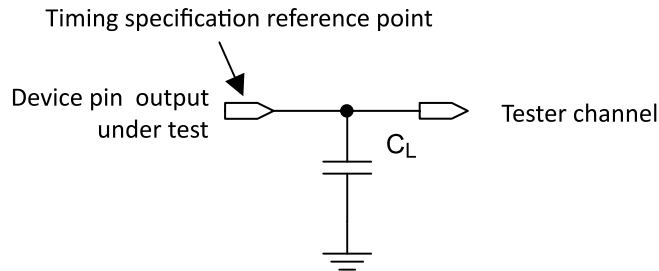 Timing specification reference point
Device pin output
under test
Tester channel
CL